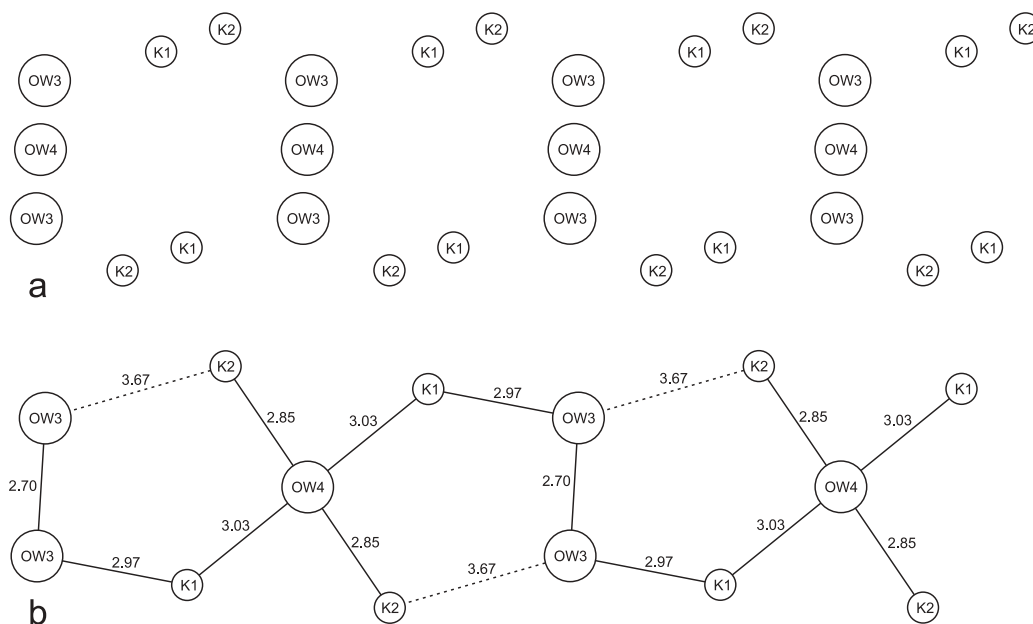 K2 K2 K2 K2
K1 K1 K1 K1
OW3 OW3 OW3 OW3
OW4 OW4 OW4 OW4
OW3 OW3 OW3 OW3
K1 K1 K1 K1
K2 K2 K2 K2
a
K2 K2
3.67 3.67
K1 K1
2.97
OW3 OW3
2.85 3.03 2.85 3.03
2.70 OW4 2.70 OW4
3.03 2.85 3.03 2.85
OW3 OW3
2.97 3.67 2.97
K1 K1
K2 K2
b